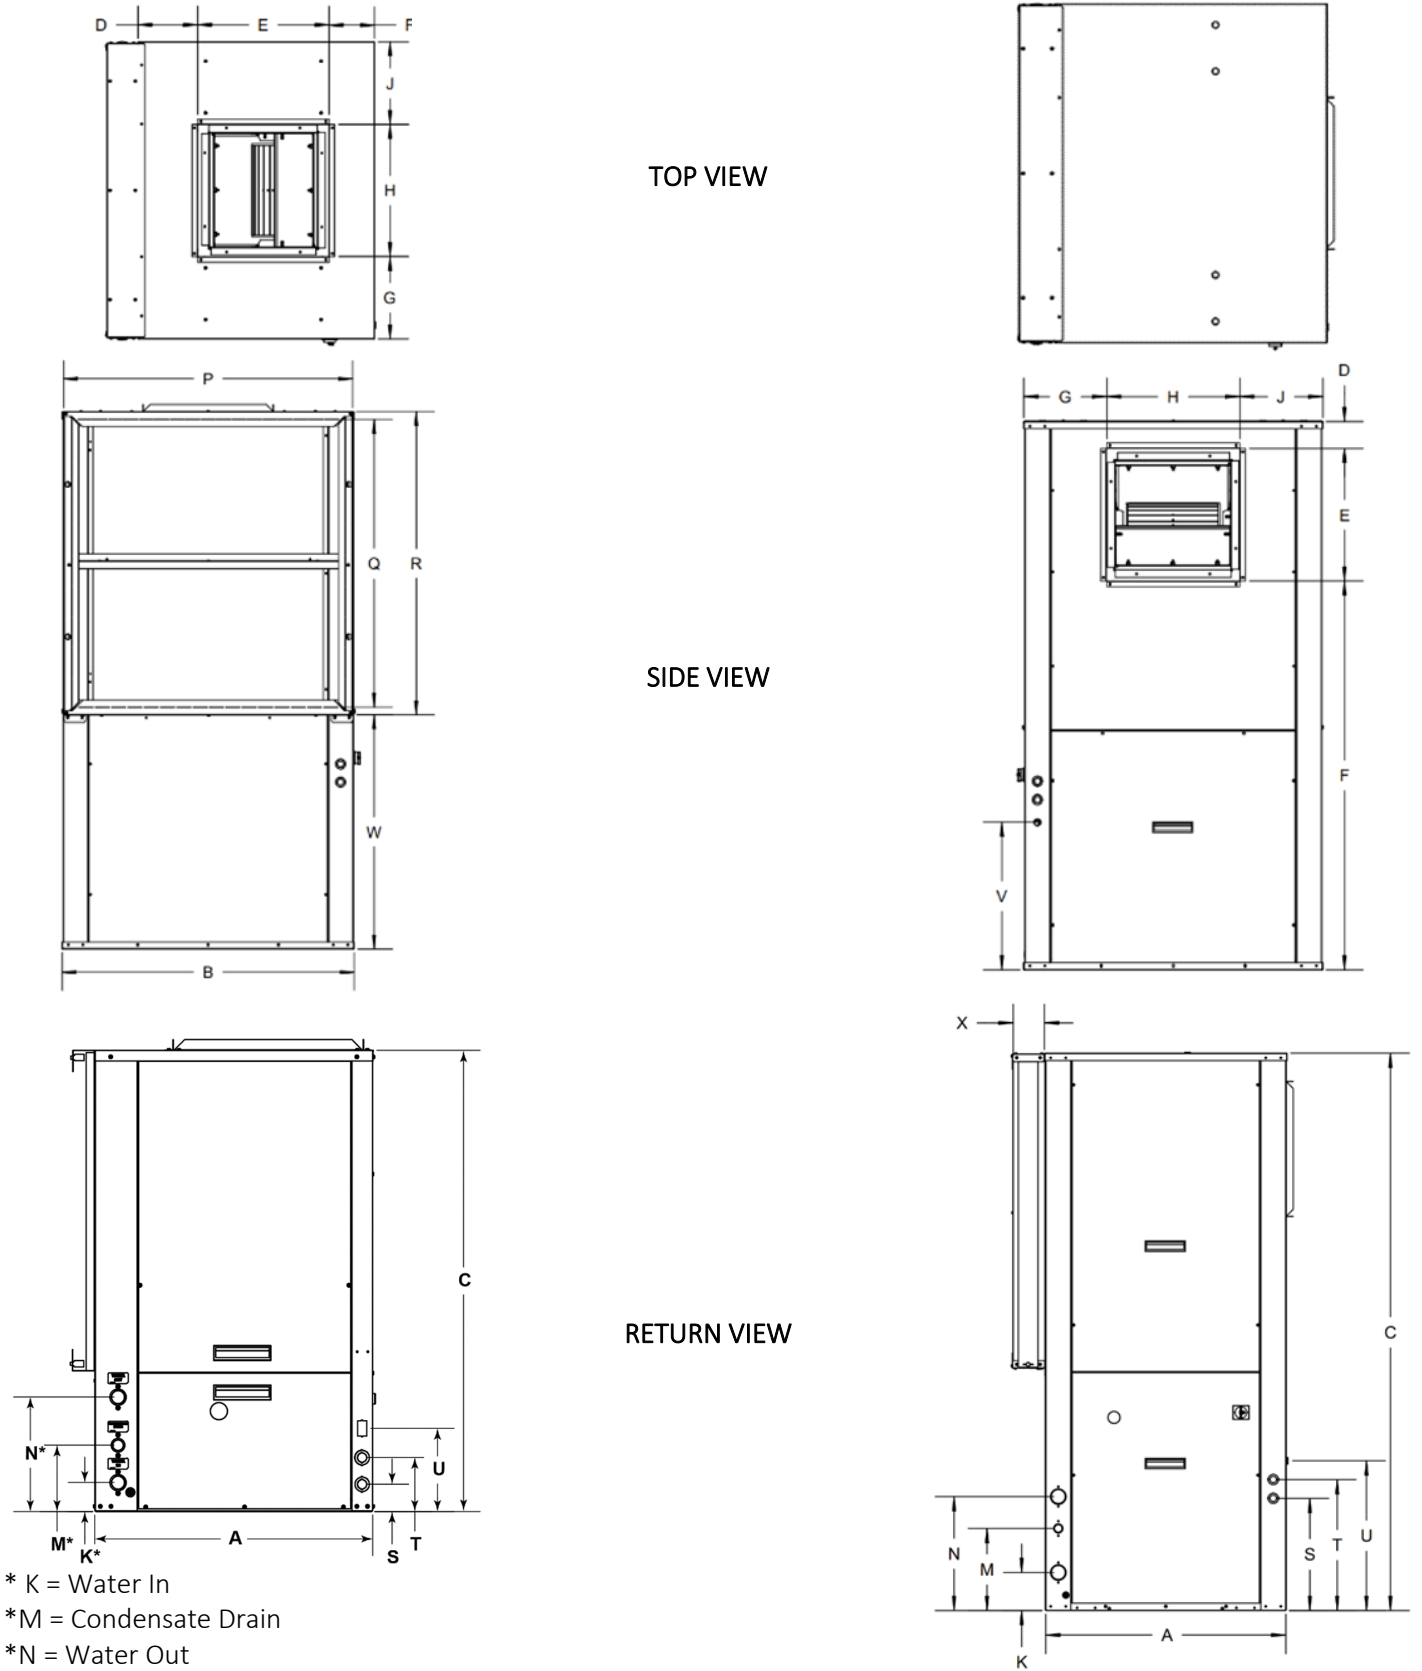 D E F
J
H
G
TOP VIEW
P
Q R
W
B
SIDE VIEW
D
G H J
E
F
V
C
N*
M*
K*
A
S
T
U
RETURN VIEW
X
C
N
M
K
A
S
T
U
* K = Water In
*M = Condensate Drain
*N = Water Out